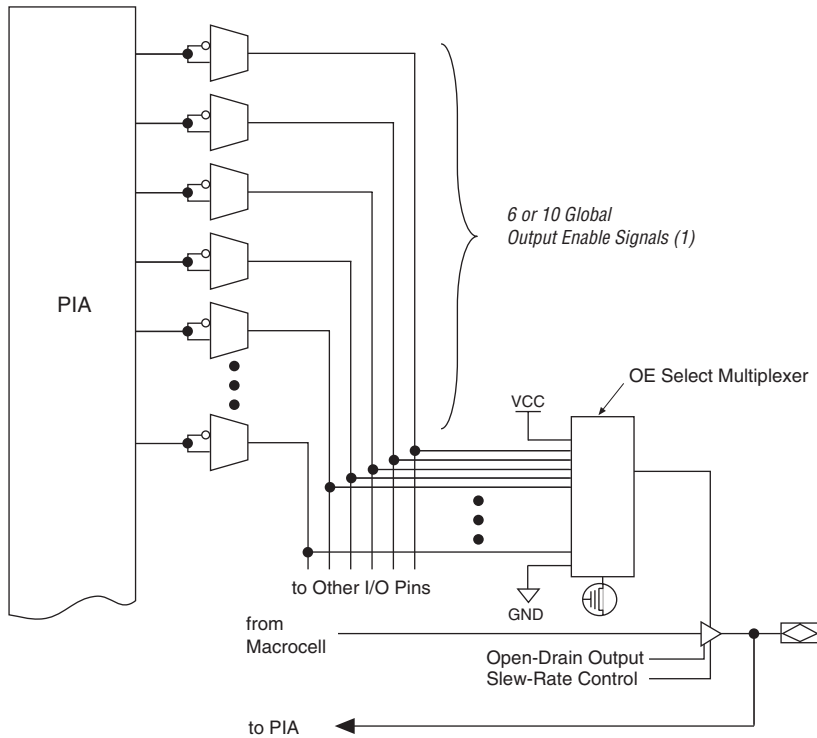 PIA
6 or 10 Global
Output Enable Signals (1)
OE Select Multiplexer
VCC
to Other I/O Pins
GND
from
Macrocell
Open-Drain Output
Slew-Rate Control
to PIA